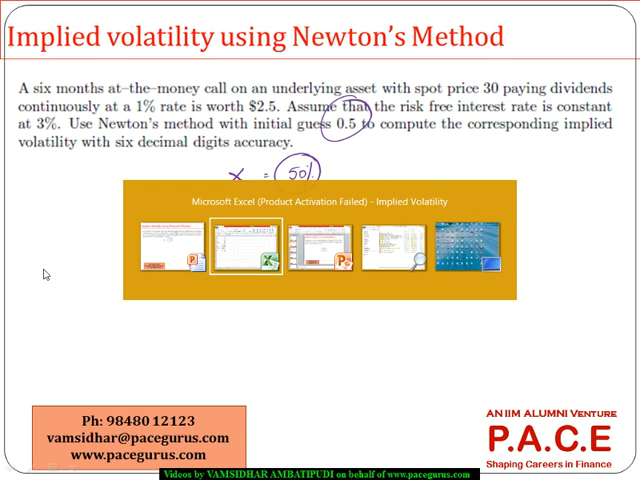 Implied volatility using Newton's Method
A six months at–the–money call on an underlying asset with spot price 30 paying dividends
continuously at a 1% rate is worth $2.5. Assume that the risk free interest rate is constant
at 3%. Use Newton's method with initial guess 0.5 to compute the corresponding implied
volatility with six decimal digits accuracy.
x = 50%
Microsoft Excel (Product Activation Failed) - Implied Volatility
Ph: 98480 12123
vamsidhar@pacegurus.com
www.pacegurus.com
AN IIM ALUMNI VENTURE
P.A.C.E
Shaping Careers in Finance
Videos by VAMSIDHAR AMBATIPUDI on behalf of www.pacegurus.com